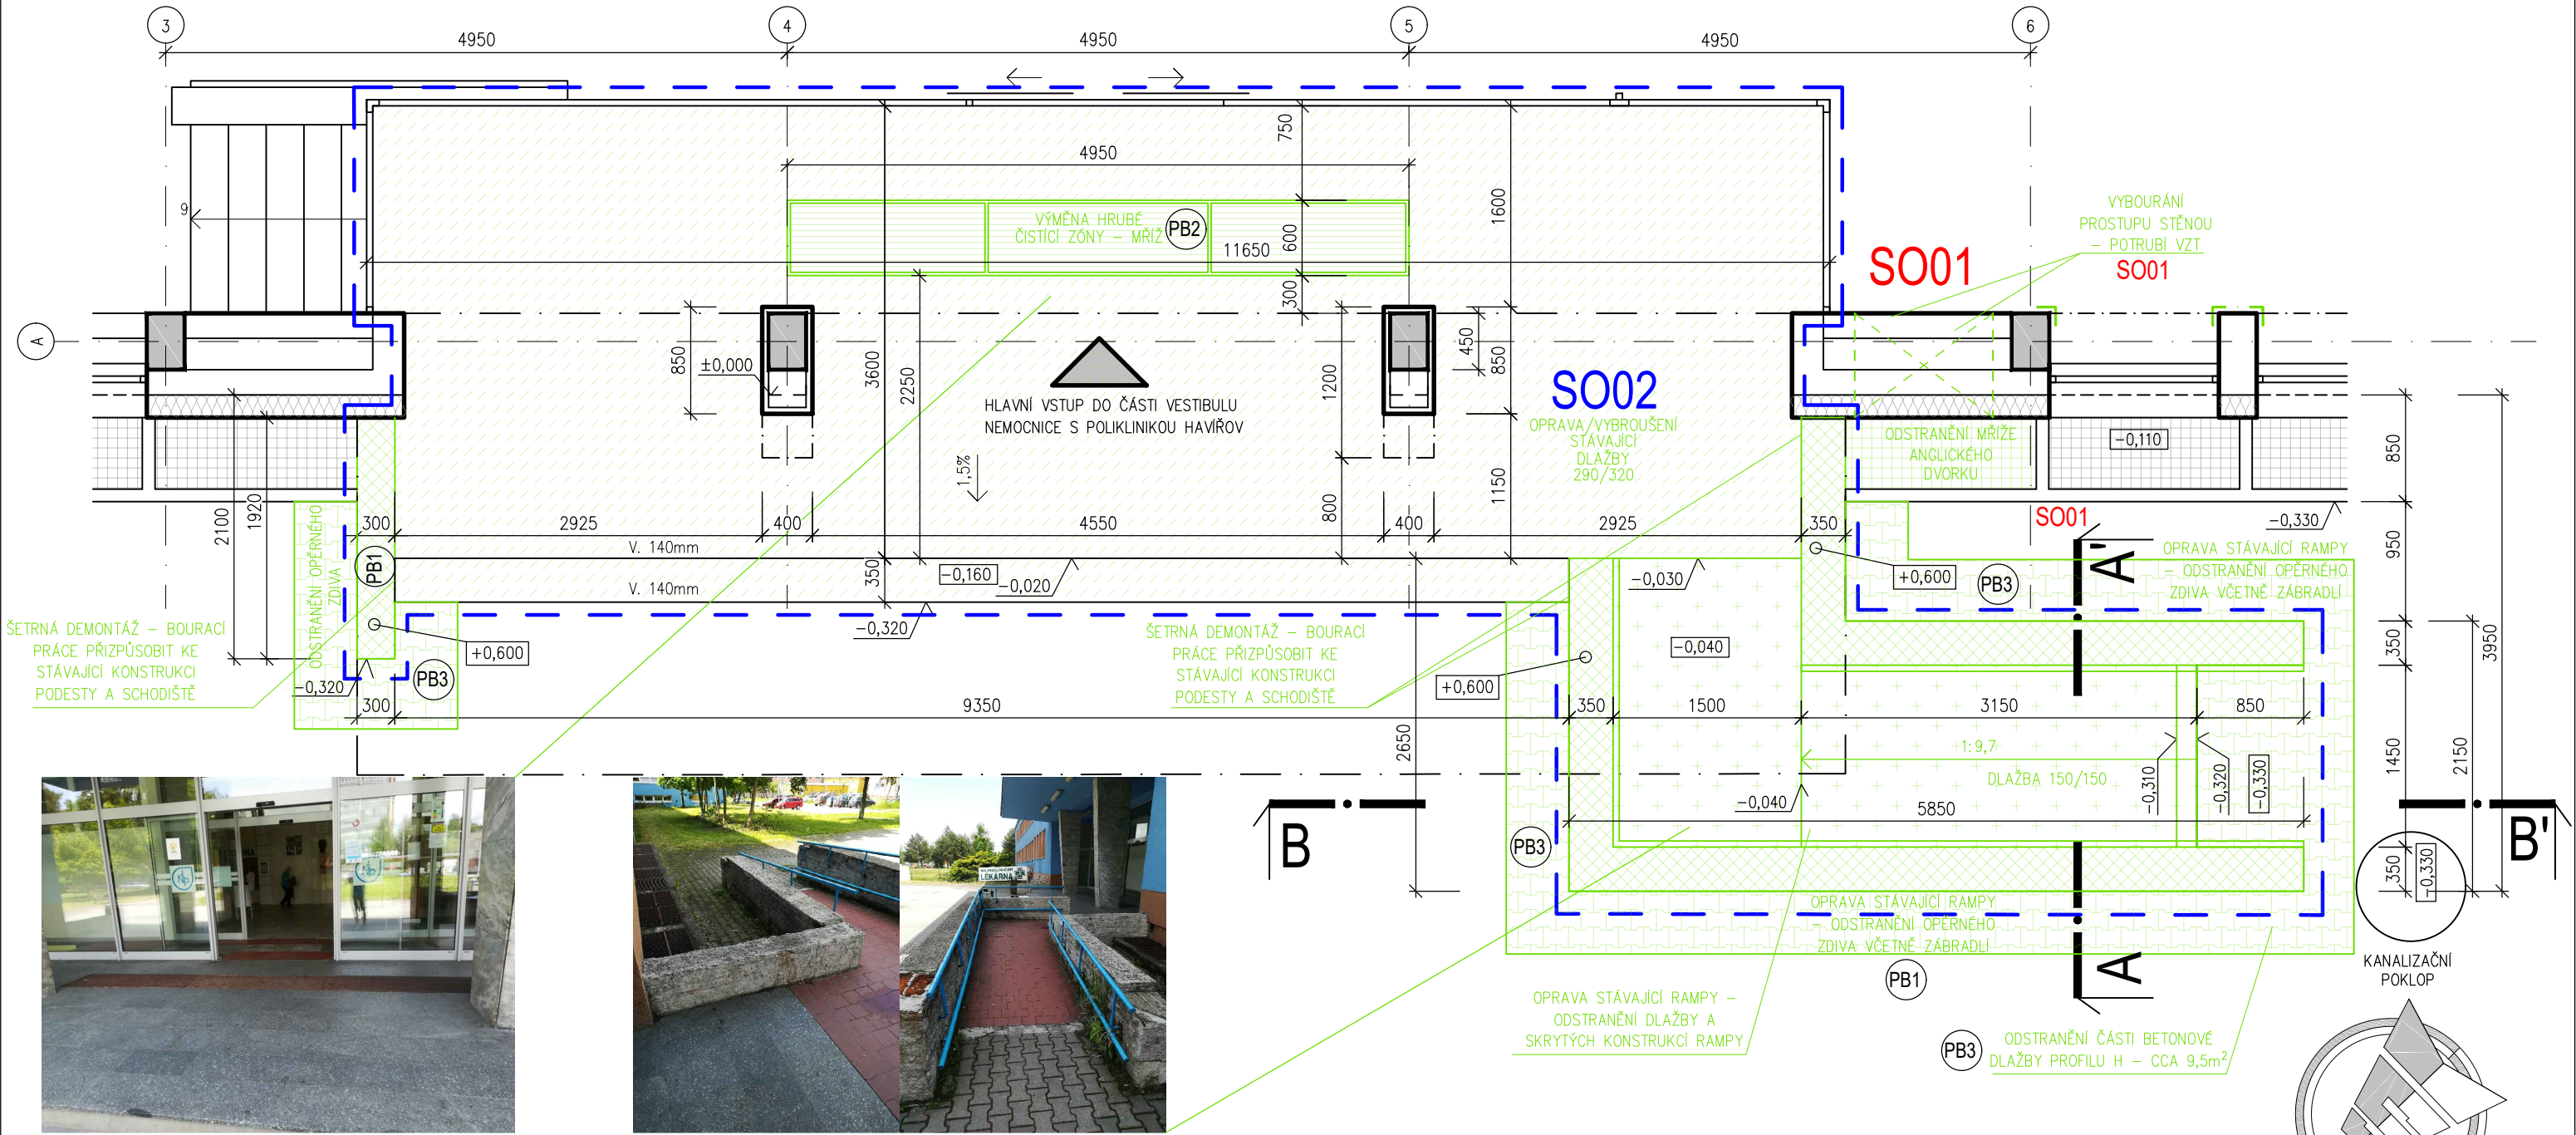 3
4
5
6
4950
4950
4950
750
4950
9
VÝMĚNA HRUBÉ
ČISTÍCÍ ZÓNY – MŘÍŽ
PB2
600
11650
1600
300
SO01
VYBOURÁNÍ
PROSTUPU STĚNOU
– POTRUBÍ VZT
SO01
A
850
±0,000
3600
2250
1200
450
850
HLAVNÍ VSTUP DO ČÁSTI VESTIBULU
NEMOCNICE S POLIKLINIKOU HAVÍŘOV
SO02
OPRAVA/VYBROUŠENÍ
STÁVAJÍCÍ
DLAŽBY
290/320
ODSTRANĚNÍ MŘÍŽE
ANGLICKÉHO
DVORKU
-0,110
850
1,5%
2100
1920
300
2925
400
4550
800
400
1150
2925
350
SO01
-0,330
ODSTRANĚNÍ OPĚRNÉHO
ZDIVA
PB1
V. 140mm
V. 140mm
350
-0,160
-0,020
-0,030
+0,600
PB3
A'
OPRAVA STÁVAJÍCÍ RAMPY
– ODSTRANĚNÍ OPĚRNÉHO
ZDIVA VČETNĚ ZÁBRADLÍ
950
ŠETRNÁ DEMONTÁŽ – BOURACÍ
PRÁCE PŘIZPŮSOBIT KE
STÁVAJÍCÍ KONSTRUKCI
PODESTY A SCHODIŠTĚ
+0,600
-0,320
PB3
-0,320
ŠETRNÁ DEMONTÁŽ – BOURACÍ
PRÁCE PŘIZPŮSOBIT KE
STÁVAJÍCÍ KONSTRUKCI
PODESTY A SCHODIŠTĚ
+0,600
-0,040
350
3950
300
9350
350
1500
3150
850
2650
1:9,7
DLAŽBA 150/150
-0,310
-0,320
-0,330
1450
2150
-0,040
5850
B
B'
PB3
350
-0,330
LÉKÁRNA
OPRAVA STÁVAJÍCÍ RAMPY
– ODSTRANĚNÍ OPĚRNÉHO
ZDIVA VČETNĚ ZÁBRADLÍ
PB1
A
KANALIZAČNÍ
POKLOP
OPRAVA STÁVAJÍCÍ RAMPY –
ODSTRANĚNÍ DLAŽBY A
SKRYTÝCH KONSTRUKCÍ RAMPY
PB3
ODSTRANĚNÍ ČÁSTI BETONOVÉ
DLAŽBY PROFILU H – CCA 9,5m²